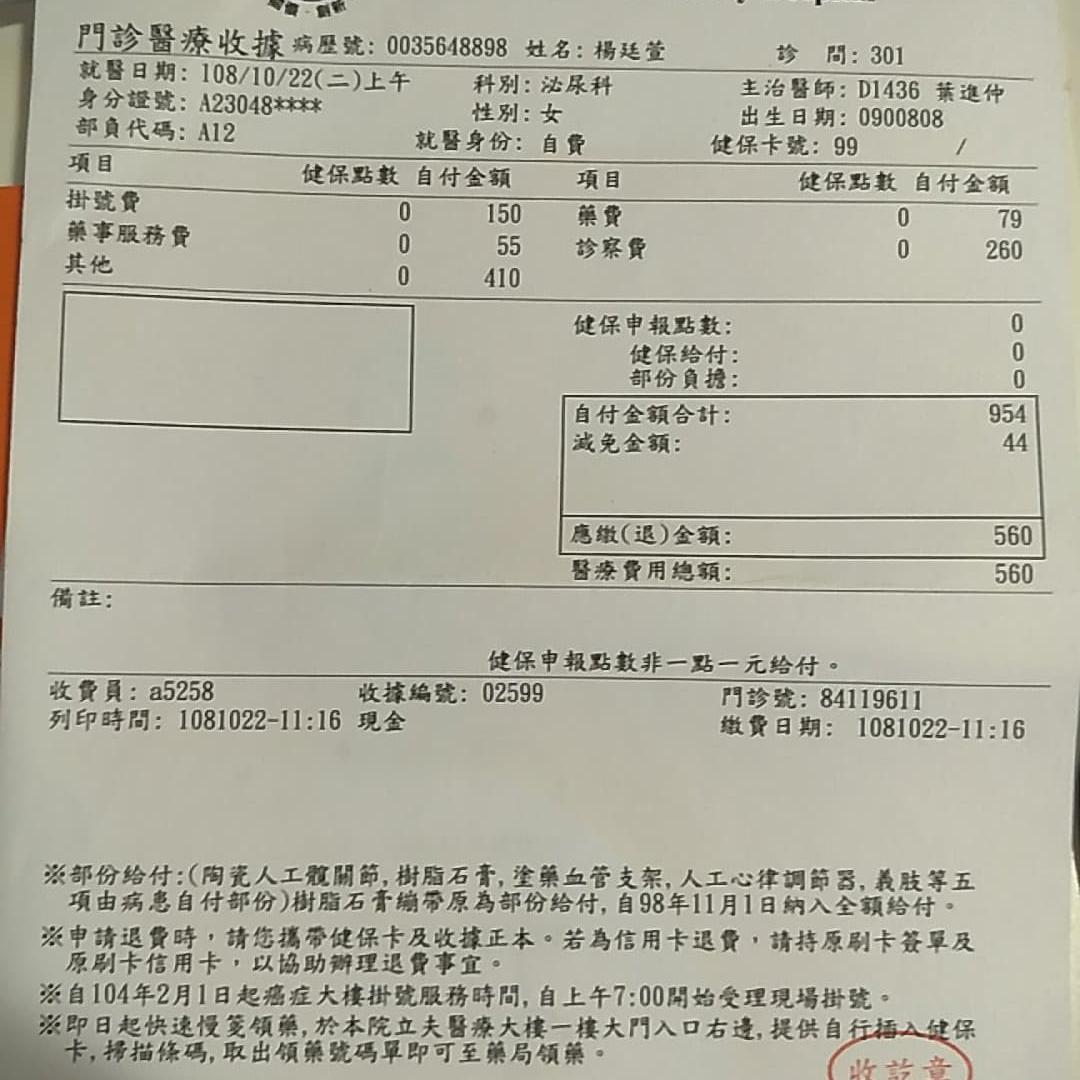 門診醫療收據 病歷號: 0035648898 姓名: 楊廷萱 診 間: 301
就醫日期: 108/10/22(二)上午 科別: 泌尿科 主治醫師: D1436 葉進仲
身分證號: A23048**** 性別: 女 出生日期: 0900808
部負代碼: A12 就醫身份: 自費 健保卡號: 99 /
項目 健保點數 自付金額 項目 健保點數 自付金額
掛號費 0 150 藥費 0 79
藥事服務費 0 55 診察費 0 260
其他 0 410
健保申報點數: 0
健保給付: 0
部份負擔: 0
自付金額合計: 954
減免金額: 44
應繳(退)金額: 560
醫療費用總額: 560
備註:
健保申報點數非一點一元給付。
收費員: a5258 收據編號: 02599 門診號: 84119611
列印時間: 1081022-11:16 現金 繳費日期: 1081022-11:16
※部份給付:(陶瓷人工髖關節,樹脂石膏,塗藥血管支架,人工心律調節器,義肢等五
項由病患自付部份)樹脂石膏繃帶原為部份給付,自98年11月1日納入全額給付。
※申請退費時,請您攜帶健保卡及收據正本。若為信用卡退費,請持原刷卡簽單及
原刷卡信用卡,以協助辦理退費事宜。
※自104年2月1日起癌症大樓掛號服務時間,自上午7:00開始受理現場掛號。
※即日起快速慢箋領藥,於本院立夫醫療大樓一樓大門入口右邊,提供自行插入健保
卡,掃描條碼,取出領藥號碼單即可至藥局領藥。
收訖章